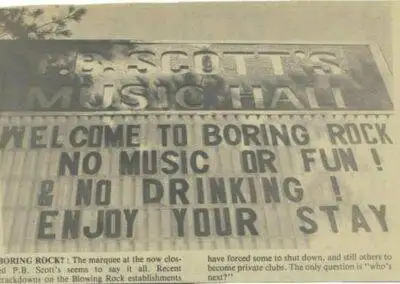 P.B. SCOTT'S
MUSIC HALL
WELCOME TO BORING ROCK
NO MUSIC OR FUN !
& NO DRINKING !
ENJOY YOUR STAY
BORING ROCK? : The marquee at the now clos-
ed P.B. Scott's seems to say it all. Recent
crackdowns on the Blowing Rock establishments
have forced some to shut down, and still others to
become private clubs. The only question is "who's
next?"